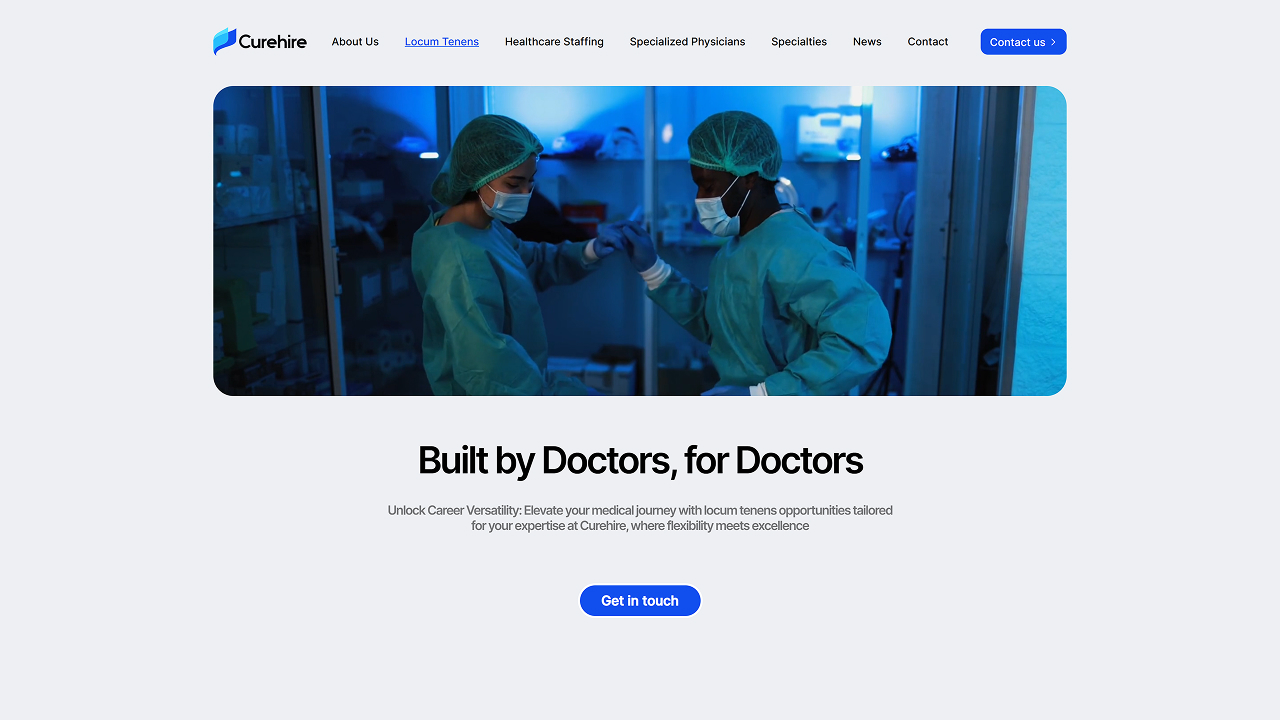 Curehire
About Us
Locum Tenens
Healthcare Staffing
Specialized Physicians
Specialties
News
Contact
Contact us
Built by Doctors, for Doctors
Unlock Career Versatility: Elevate your medical journey with locum tenens opportunities tailored
for your expertise at Curehire, where flexibility meets excellence
Get in touch